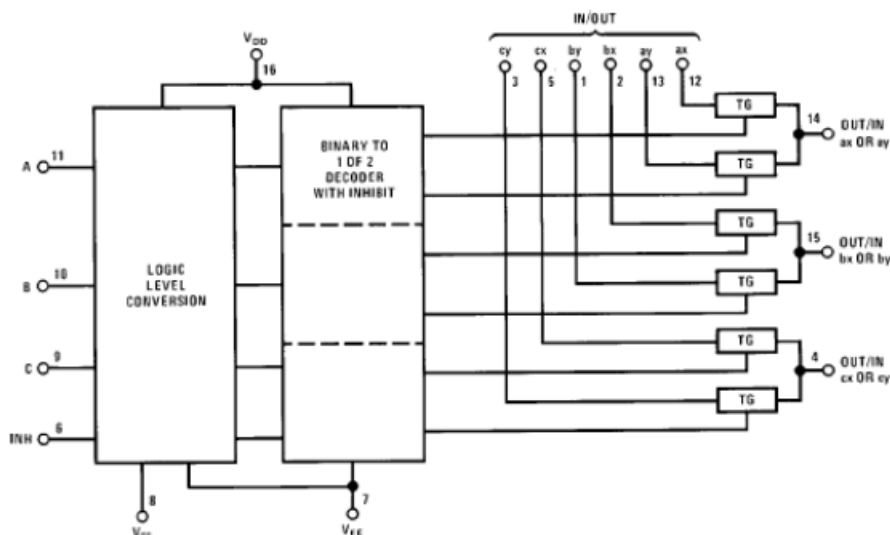 IN/OUT
VDD
cy cx by bx ay ax
16
3 5 1 2 13 12
TG
14
OUT/IN
ax OR ay
A 11
BINARY TO
1 OF 2
DECODER
WITH INHIBIT
TG
TG
15
OUT/IN
bx OR by
B 10
LOGIC
LEVEL
CONVERSION
TG
TG
4
OUT/IN
cx OR cy
C 9
TG
INH 6
8
7